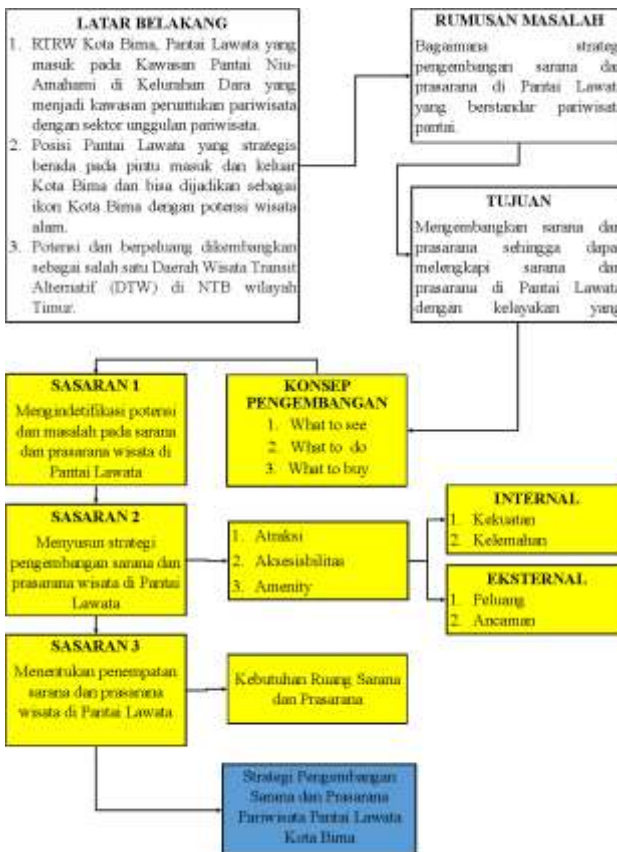 LATAR BELAKANG
1. RTRW Kota Bima, Pantai Lawata yang
masuk pada Kawasan Pantai Niu-
Amahami di Kelurahan Dara yang
menjadi kawasan peruntukan pariwisata
dengan sektor unggulan pariwisata.
2. Posisi Pantai Lawata yang strategis
berada pada pintu masuk dan keluar
Kota Bima dan bisa dijadikan sebagai
ikon Kota Bima dengan potensi wisata
alam.
3. Potensi dan berpeluang dikembangkan
sebagai salah satu Daerah Wisata Transit
Alternatif (DTW) di NTB wilayah
Timur.
RUMUSAN MASALAH
Bagaimana strategi
pengembangan sarana dan
prasarana di Pantai Lawata
yang berstandar pariwisata
pantai.
TUJUAN
Mengembangkan sarana dan
prasarana sehingga dapat
melengkapi sarana dan
prasarana di Pantai Lawata
dengan kelayakan yang
KONSEP
PENGEMBANGAN
1. What to see
2. What to do
3. What to buy
SASARAN 1
Mengindetifikasi potensi
dan masalah pada sarana
dan prasarana wisata di
Pantai Lawata
SASARAN 2
Menyusun strategi
pengembangan sarana dan
prasarana wisata di Pantai
Lawata
1. Atraksi
2. Aksesisbilitas
3. Amenity
INTERNAL
1. Kekuatan
2. Kelemahan
EKSTERNAL
1. Peluang
2. Ancaman
SASARAN 3
Menentukan penempatan
sarana dan prasarana
wisata di Pantai Lawata
Kebutuhan Ruang Sarana
dan Prasarana
Strategi Pengembangan
Sarana dan Prasarana
Pariwisata Pantai Lawata
Kota Bima